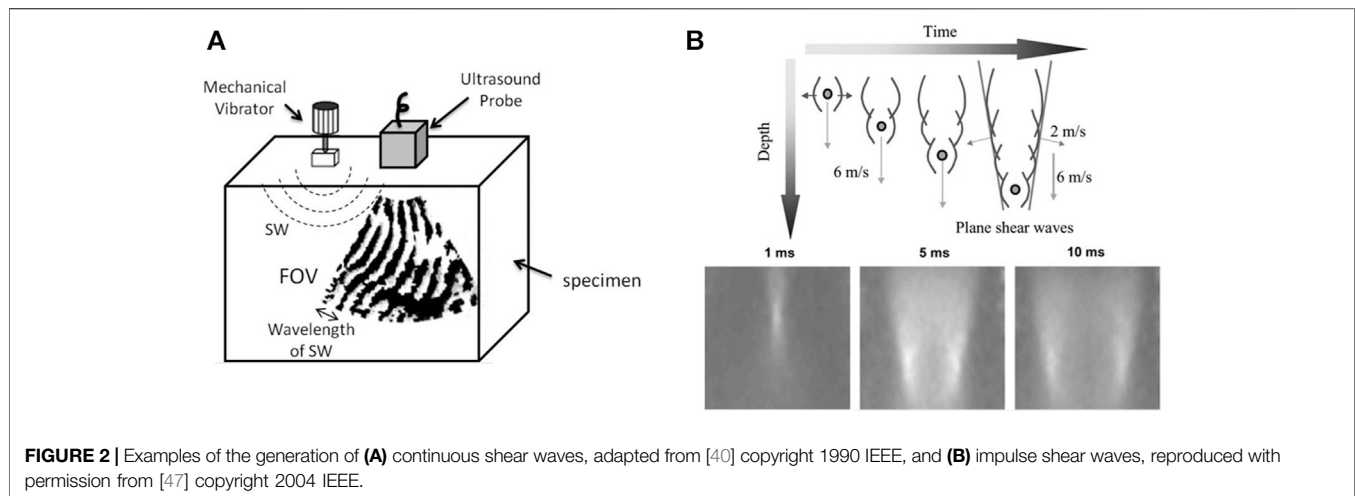 A
Mechanical
Vibrator
Ultrasound
Probe
SW
FOV
Wavelength
of SW
specimen
B
Time
Depth
6 m/s
2 m/s
6 m/s
Plane shear waves
1 ms
5 ms
10 ms
FIGURE 2 | Examples of the generation of (A) continuous shear waves, adapted from [40] copyright 1990 IEEE, and (B) impulse shear waves, reproduced with
permission from [47] copyright 2004 IEEE.